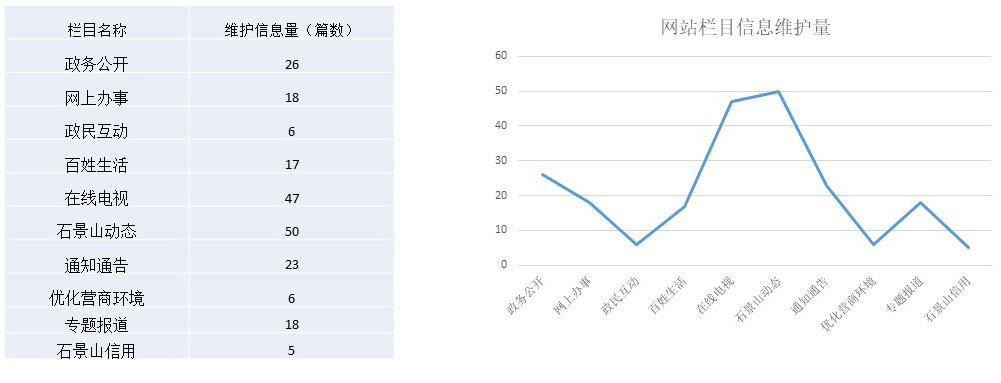 栏目名称 维护信息量（篇数）
政务公开 26
网上办事 18
政民互动 6
百姓生活 17
在线电视 47
石景山动态 50
通知通告 23
优化营商环境 6
专题报道 18
石景山信用 5
网站栏目信息维护量
60
50
40
30
20
10
0
政务公开
网上办事
政民互动
百姓生活
在线电视
石景山动态
通知通告
优化营商环境
专题报道
石景山信用